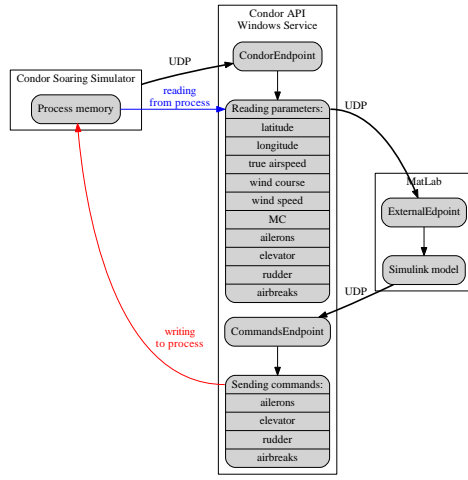 Condor API
Windows Service
UDP
CondorEndpoint
Condor Soaring Simulator
Process memory
reading
from process
Reading parameters:
UDP
latitude
longitude
true airspeed
wind course
wind speed
MC
ailerons
elevator
rudder
airbreaks
MatLab
ExternalEdpoint
Simulink model
UDP
CommandsEndpoint
writing
to process
Sending commands:
ailerons
elevator
rudder
airbreaks